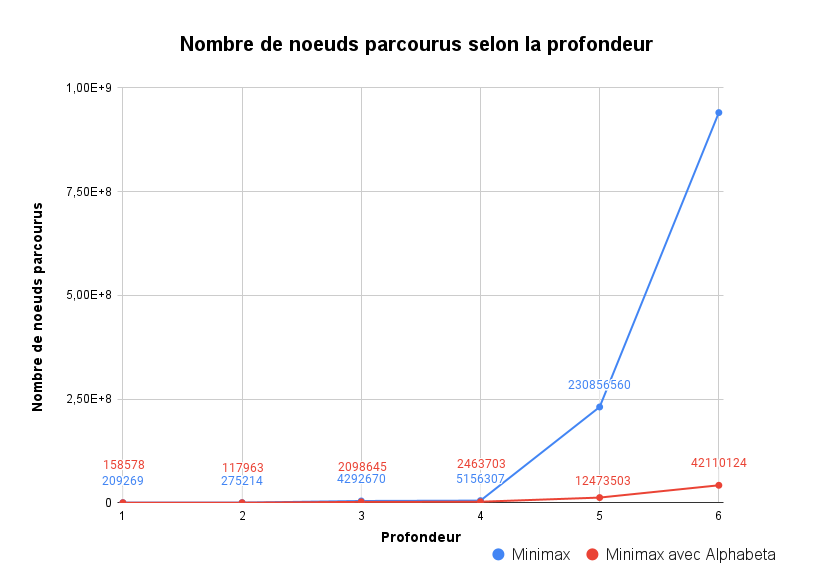 Nombre de noeuds parcourus selon la profondeur
Nombre de noeuds parcourus
1,00E+9
7,50E+8
5,00E+8
2,50E+8
0
158578
209269
117963
275214
2098645
4292670
2463703
5156307
230856560
12473503
42110124
1
2
3
4
5
6
Profondeur
Minimax
Minimax avec Alphabeta